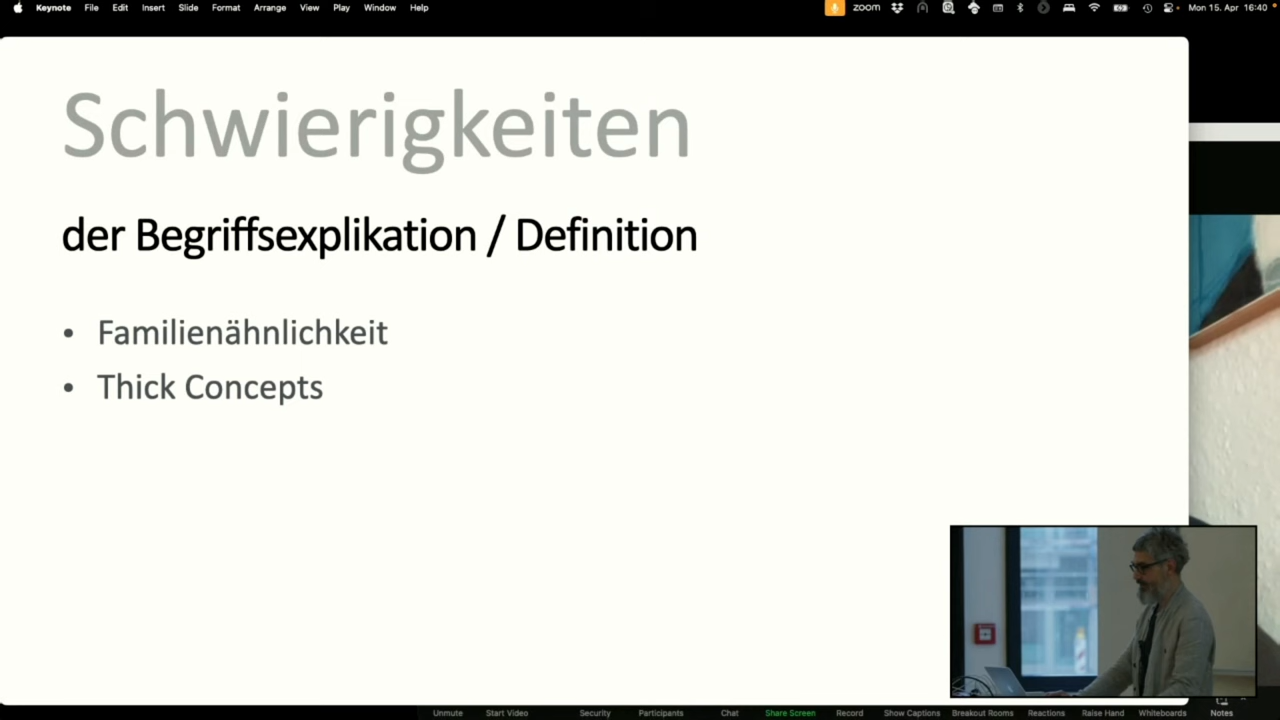 Keynote File Edit Insert Slide Format Arrange View Play Window Help zoom Mon 15. Apr 16:40
Schwierigkeiten
der Begriffsexplikation / Definition
• Familienähnlichkeit
• Thick Concepts
Unmute Start Video Security Participants Chat Share Screen Record Show Captions Breakout Rooms Reactions Raise Hand Whiteboards Notes